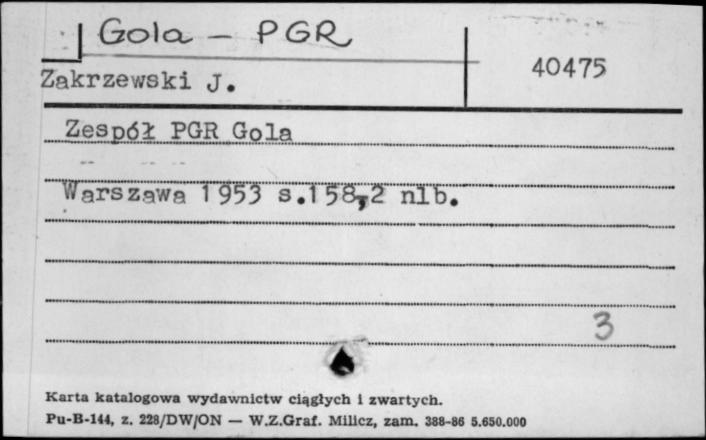 Gola - PGR
40475
Zakrzewski J.
Zespół PGR Gola
Warszawa 1953 s.158,2 nlb.
3
Karta katalogowa wydawnictw ciągłych i zwartych.
Pu-B-144, z. 228/DW/ON — W.Z.Graf. Milicz, zam. 388-86 5.650.000